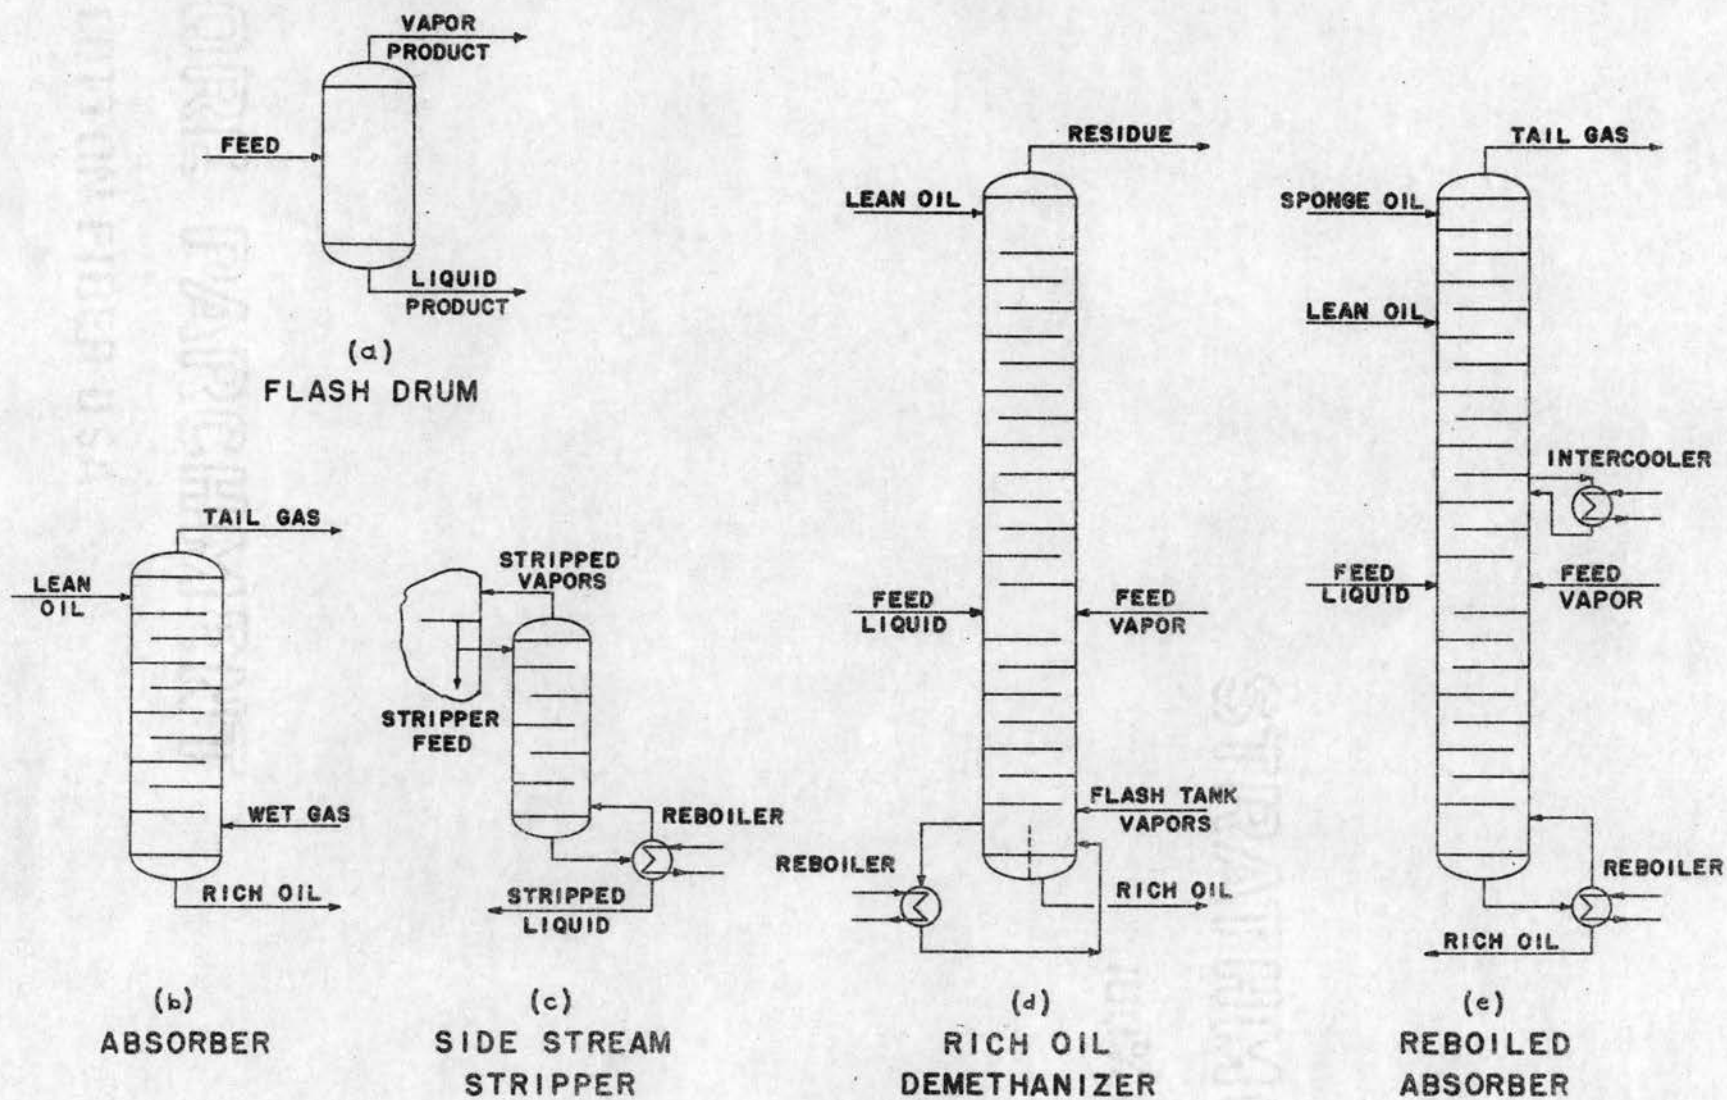 VAPOR
PRODUCT
FEED
LIQUID
PRODUCT
(a)
FLASH DRUM
TAIL GAS
LEAN
OIL
WET GAS
RICH OIL
(b)
ABSORBER
STRIPPED
VAPORS
STRIPPER
FEED
REBOILER
STRIPPED
LIQUID
(c)
SIDE STREAM
STRIPPER
RESIDUE
LEAN OIL
FEED
LIQUID
FEED
VAPOR
FLASH TANK
VAPORS
REBOILER
RICH OIL
(d)
RICH OIL
DEMETHANIZER
TAIL GAS
SPONGE OIL
LEAN OIL
INTERCOOLER
FEED
LIQUID
FEED
VAPOR
REBOILER
RICH OIL
(e)
REBOILED
ABSORBER